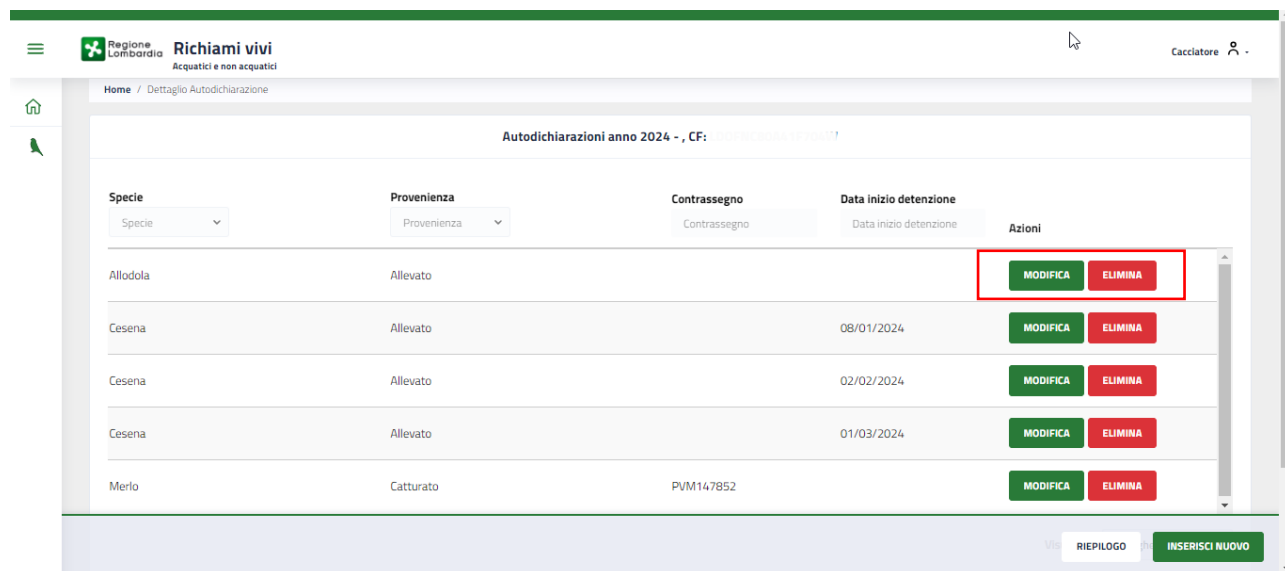 Regione Lombardia
Richiami vivi
Acquatici e non acquatici
Cacciatore
Home / Dettaglio Autodichiarazione
Autodichiarazioni anno 2024 - , CF:
Specie Provenienza Contrassegno Data inizio detenzione Azioni
Specie Provenienza Contrassegno Data inizio detenzione
Allodola Allevato MODIFICA ELIMINA
Cesena Allevato 08/01/2024 MODIFICA ELIMINA
Cesena Allevato 02/02/2024 MODIFICA ELIMINA
Cesena Allevato 01/03/2024 MODIFICA ELIMINA
Merlo Catturato PVM147852 MODIFICA ELIMINA
RIEPILOGO INSERISCI NUOVO